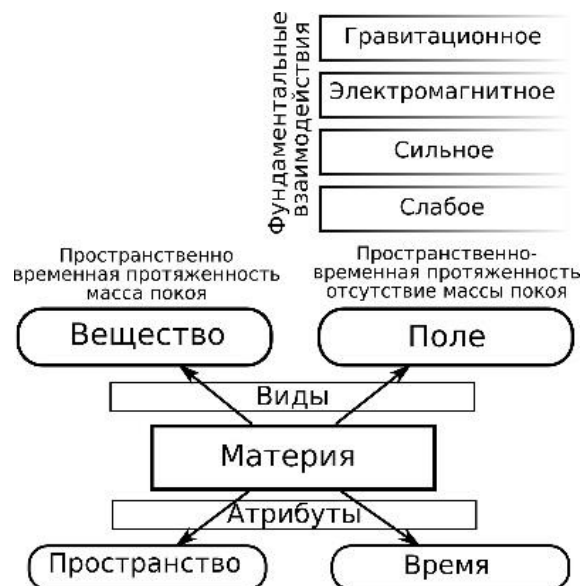 Фундаментальные
взаимодействия
Гравитационное
Электромагнитное
Сильное
Слабое
Пространственно
временная протяженность
масса покоя
Пространственно-
временная протяженность
отсутствие массы покоя
Вещество
Поле
Виды
Материя
Атрибуты
Пространство
Время